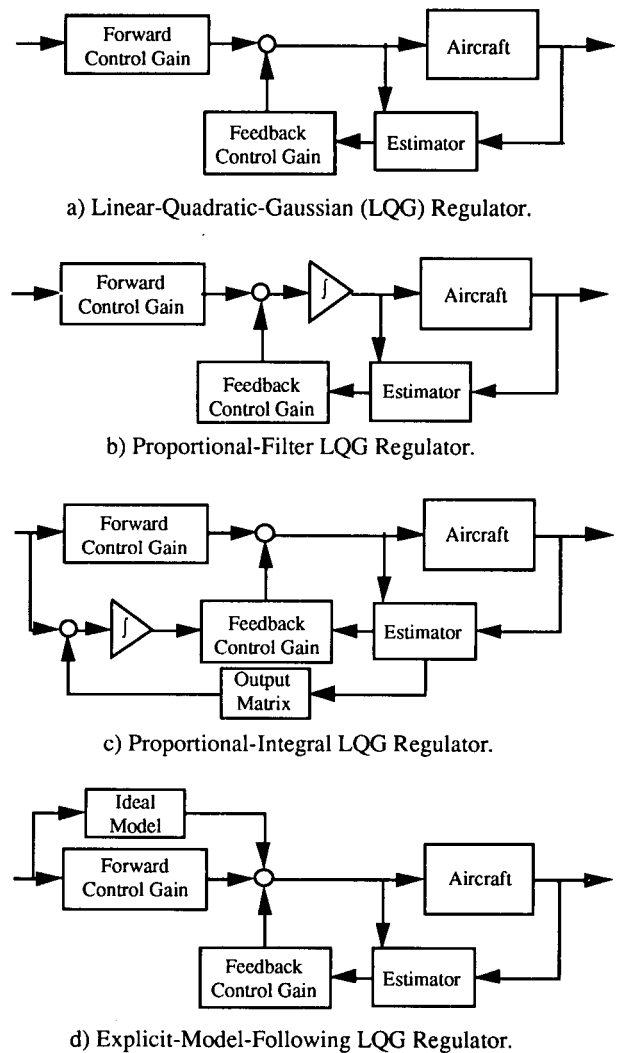 Forward
Control Gain
Aircraft
Feedback
Control Gain
Estimator
a) Linear-Quadratic-Gaussian (LQG) Regulator.
Forward
Control Gain
∫
Aircraft
Feedback
Control Gain
Estimator
b) Proportional-Filter LQG Regulator.
Forward
Control Gain
Aircraft
∫
Feedback
Control Gain
Estimator
Output
Matrix
c) Proportional-Integral LQG Regulator.
Ideal
Model
Forward
Control Gain
Aircraft
Feedback
Control Gain
Estimator
d) Explicit-Model-Following LQG Regulator.